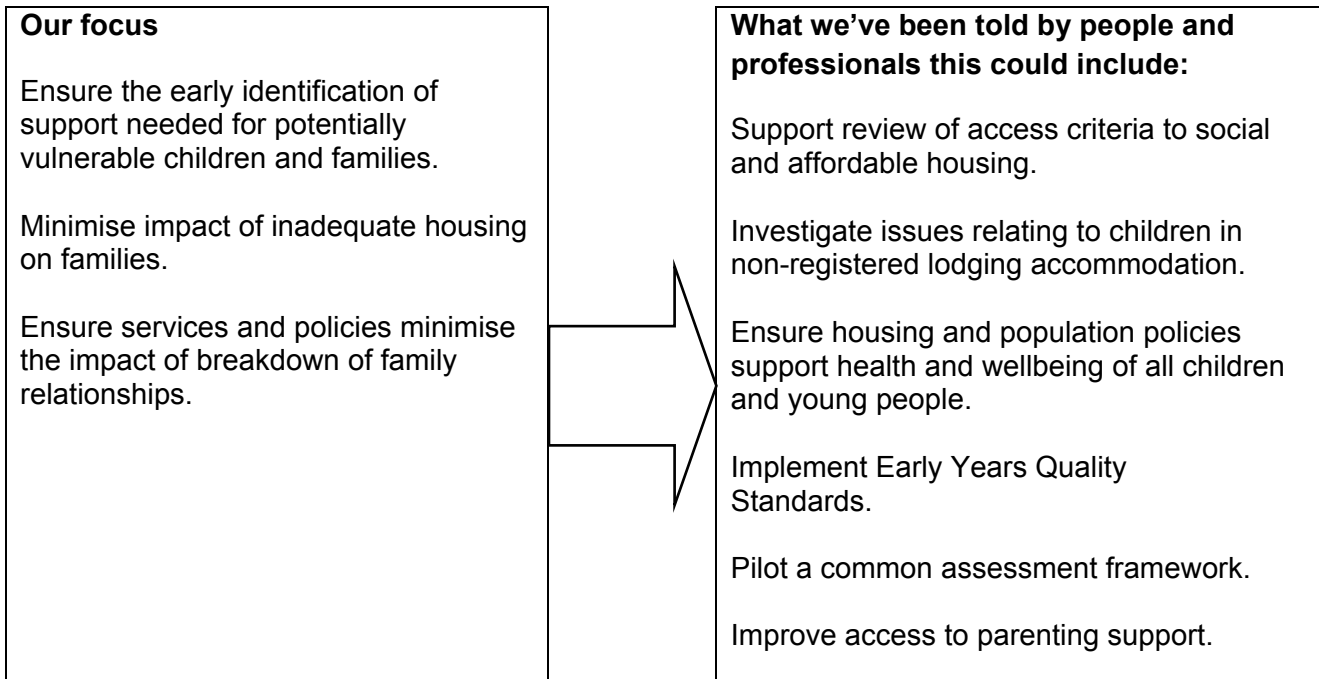 Our focus
Ensure the early identification of
support needed for potentially
vulnerable children and families.
Minimise impact of inadequate housing
on families.
Ensure services and policies minimise
the impact of breakdown of family
relationships.
What we’ve been told by people and
professionals this could include:
Support review of access criteria to social
and affordable housing.
Investigate issues relating to children in
non-registered lodging accommodation.
Ensure housing and population policies
support health and wellbeing of all children
and young people.
Implement Early Years Quality
Standards.
Pilot a common assessment framework.
Improve access to parenting support.